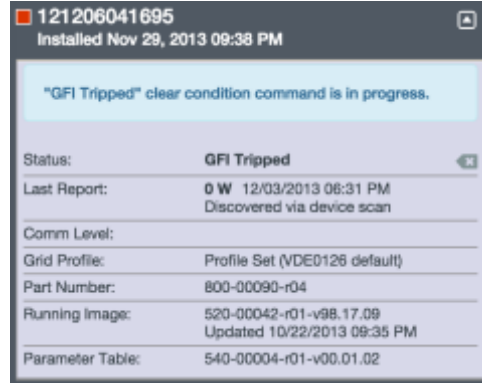 121206041695
Installed Nov 29, 2013 09:38 PM
"GFI Tripped" clear condition command is in progress.
Status: GFI Tripped
Last Report: 0 W 12/03/2013 06:31 PM
Discovered via device scan
Comm Level:
Grid Profile: Profile Set (VDE0126 default)
Part Number: 800-00090-r04
Running Image: 520-00042-r01-v98.17.09
Updated 10/22/2013 09:35 PM
Parameter Table: 540-00004-r01-v00.01.02